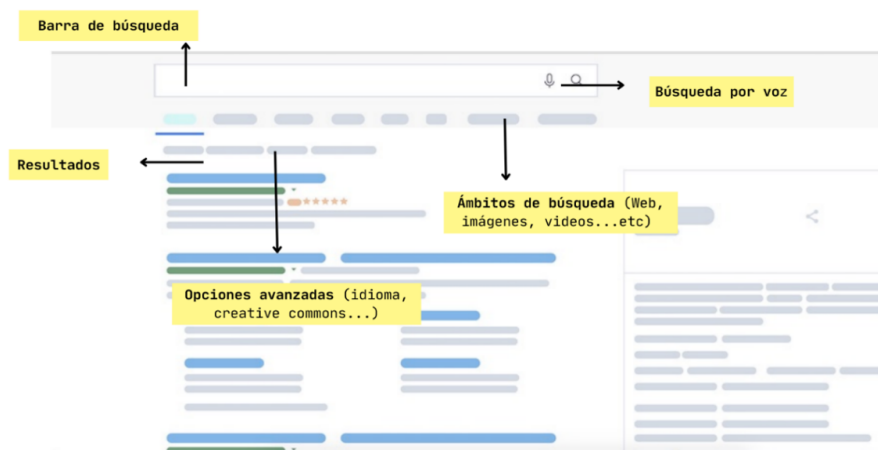 Barra de búsqueda
Búsqueda por voz
Resultados
Ámbitos de búsqueda (Web,
imágenes, videos...etc)
Opciones avanzadas (idioma,
creative commons...)